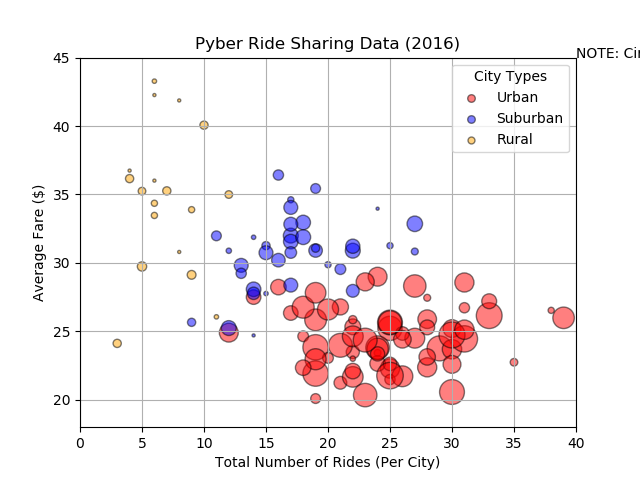 Pyber Ride Sharing Data (2016)
NOTE:
City Types
Urban
Suburban
Rural
Average Fare ($)
45
40
35
30
25
20
0
5
10
15
20
25
30
35
40
Total Number of Rides (Per City)